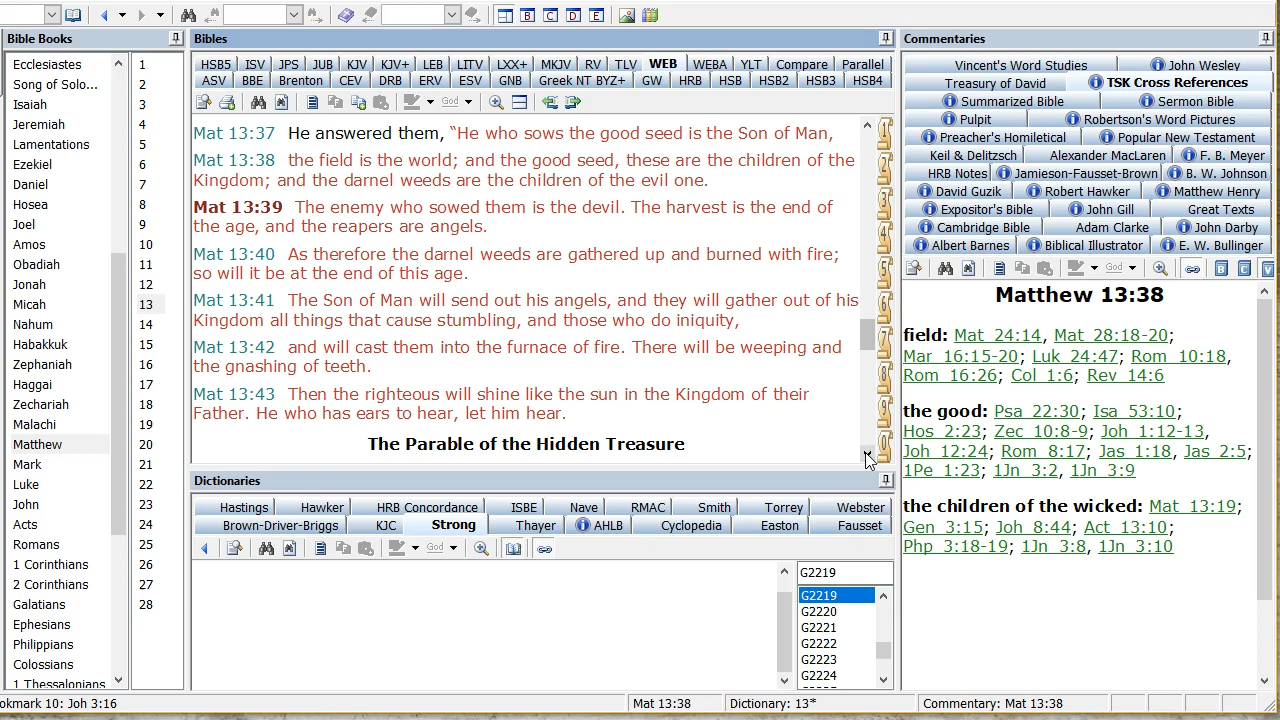 Bible Books
Ecclesiastes
Song of Solo...
Isaiah
Jeremiah
Lamentations
Ezekiel
Daniel
Hosea
Joel
Amos
Obadiah
Jonah
Micah
Nahum
Habakkuk
Zephaniah
Haggai
Zechariah
Malachi
Matthew
Mark
Luke
John
Acts
Romans
1 Corinthians
2 Corinthians
Galatians
Ephesians
Philippians
Colossians
1 Thessalonians
1
2
3
4
5
6
7
8
9
10
11
12
13
14
15
16
17
18
19
20
21
22
23
24
25
26
27
28
B C D E
Bibles
HSB5 ISV JPS JUB KJV KJV+ LEB LITV LXX+ MKJV RV TLV WEB WEBA YLT Compare Parallel
ASV BBE Brenton CEV DRB ERV ESV GNB Greek NT BYZ+ GW HRB HSB HSB2 HSB3 HSB4
God
Mat 13:37 He answered them, “He who sows the good seed is the Son of Man,
Mat 13:38 the field is the world; and the good seed, these are the children of the
Kingdom; and the darnel weeds are the children of the evil one.
Mat 13:39 The enemy who sowed them is the devil. The harvest is the end of
the age, and the reapers are angels.
Mat 13:40 As therefore the darnel weeds are gathered up and burned with fire;
so will it be at the end of this age.
Mat 13:41 The Son of Man will send out his angels, and they will gather out of his
Kingdom all things that cause stumbling, and those who do iniquity,
Mat 13:42 and will cast them into the furnace of fire. There will be weeping and
the gnashing of teeth.
Mat 13:43 Then the righteous will shine like the sun in the Kingdom of their
Father. He who has ears to hear, let him hear.
The Parable of the Hidden Treasure
1
2
3
4
5
6
7
8
9
0
Dictionaries
Hastings Hawker HRB Concordance ISBE Nave RMAC Smith Torrey Webster
Brown-Driver-Briggs KJC Strong Thayer AHLB Cyclopedia Easton Fausset
God
G2219
G2219
G2220
G2221
G2222
G2223
G2224
Commentaries
Vincent's Word Studies John Wesley
Treasury of David TSK Cross References
Summarized Bible Sermon Bible
Pulpit Robertson's Word Pictures
Preacher's Homiletical Popular New Testament
Keil & Delitzsch Alexander MacLaren F. B. Meyer
HRB Notes Jamieson-Fausset-Brown B. W. Johnson
David Guzik Robert Hawker Matthew Henry
Expositor's Bible John Gill Great Texts
Cambridge Bible Adam Clarke John Darby
Albert Barnes Biblical Illustrator E. W. Bullinger
God B C V
Matthew 13:38
field: Mat 24:14, Mat 28:18-20;
Mar 16:15-20; Luk 24:47; Rom 10:18,
Rom 16:26; Col 1:6; Rev 14:6
the good: Psa 22:30; Isa 53:10;
Hos 2:23; Zec 10:8-9; Joh 1:12-13,
Joh 12:24; Rom 8:17; Jas 1:18, Jas 2:5;
1Pe 1:23; 1Jn 3:2, 1Jn 3:9
the children of the wicked: Mat 13:19;
Gen 3:15; Joh 8:44; Act 13:10;
Php 3:18-19; 1Jn 3:8, 1Jn 3:10
okmark 10: Joh 3:16 Mat 13:38 Dictionary: 13* Commentary: Mat 13:38